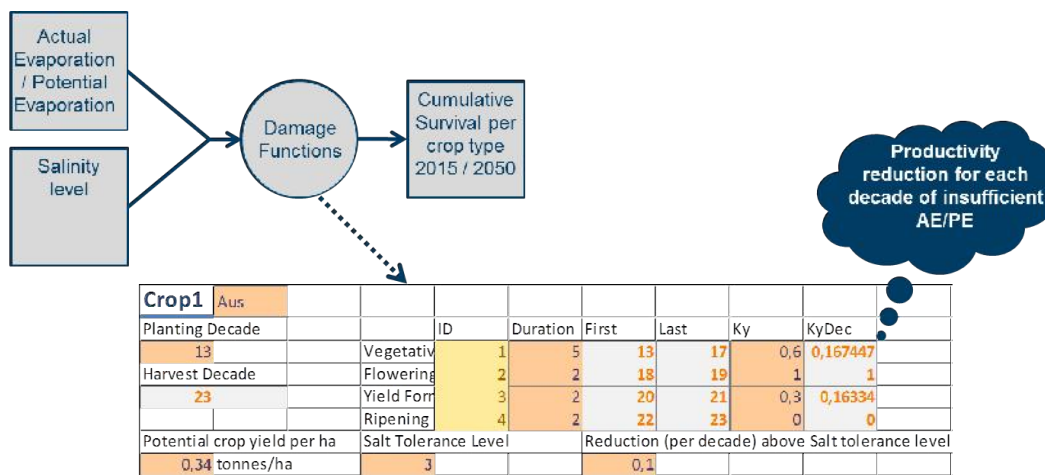 Actual
Evaporation
/ Potential
Evaporation
Salinity
level
Damage
Functions
Cumulative
Survival per
crop type
2015 / 2050
Productivity
reduction for each
decade of insufficient
AE/PE
Crop1 Aus
Planting Decade ID Duration First Last Ky KyDec
13 Vegetativ 1 5 13 17 0,6 0,167447
Harvest Decade Flowering 2 2 18 19 1 1
23 Yield Forr 3 2 20 21 0,3 0,16334
Ripening 4 2 22 23 0 0
Potential crop yield per ha Salt Tolerance Level Reduction (per decade) above Salt tolerance level
0,34 tonnes/ha 3 0,1